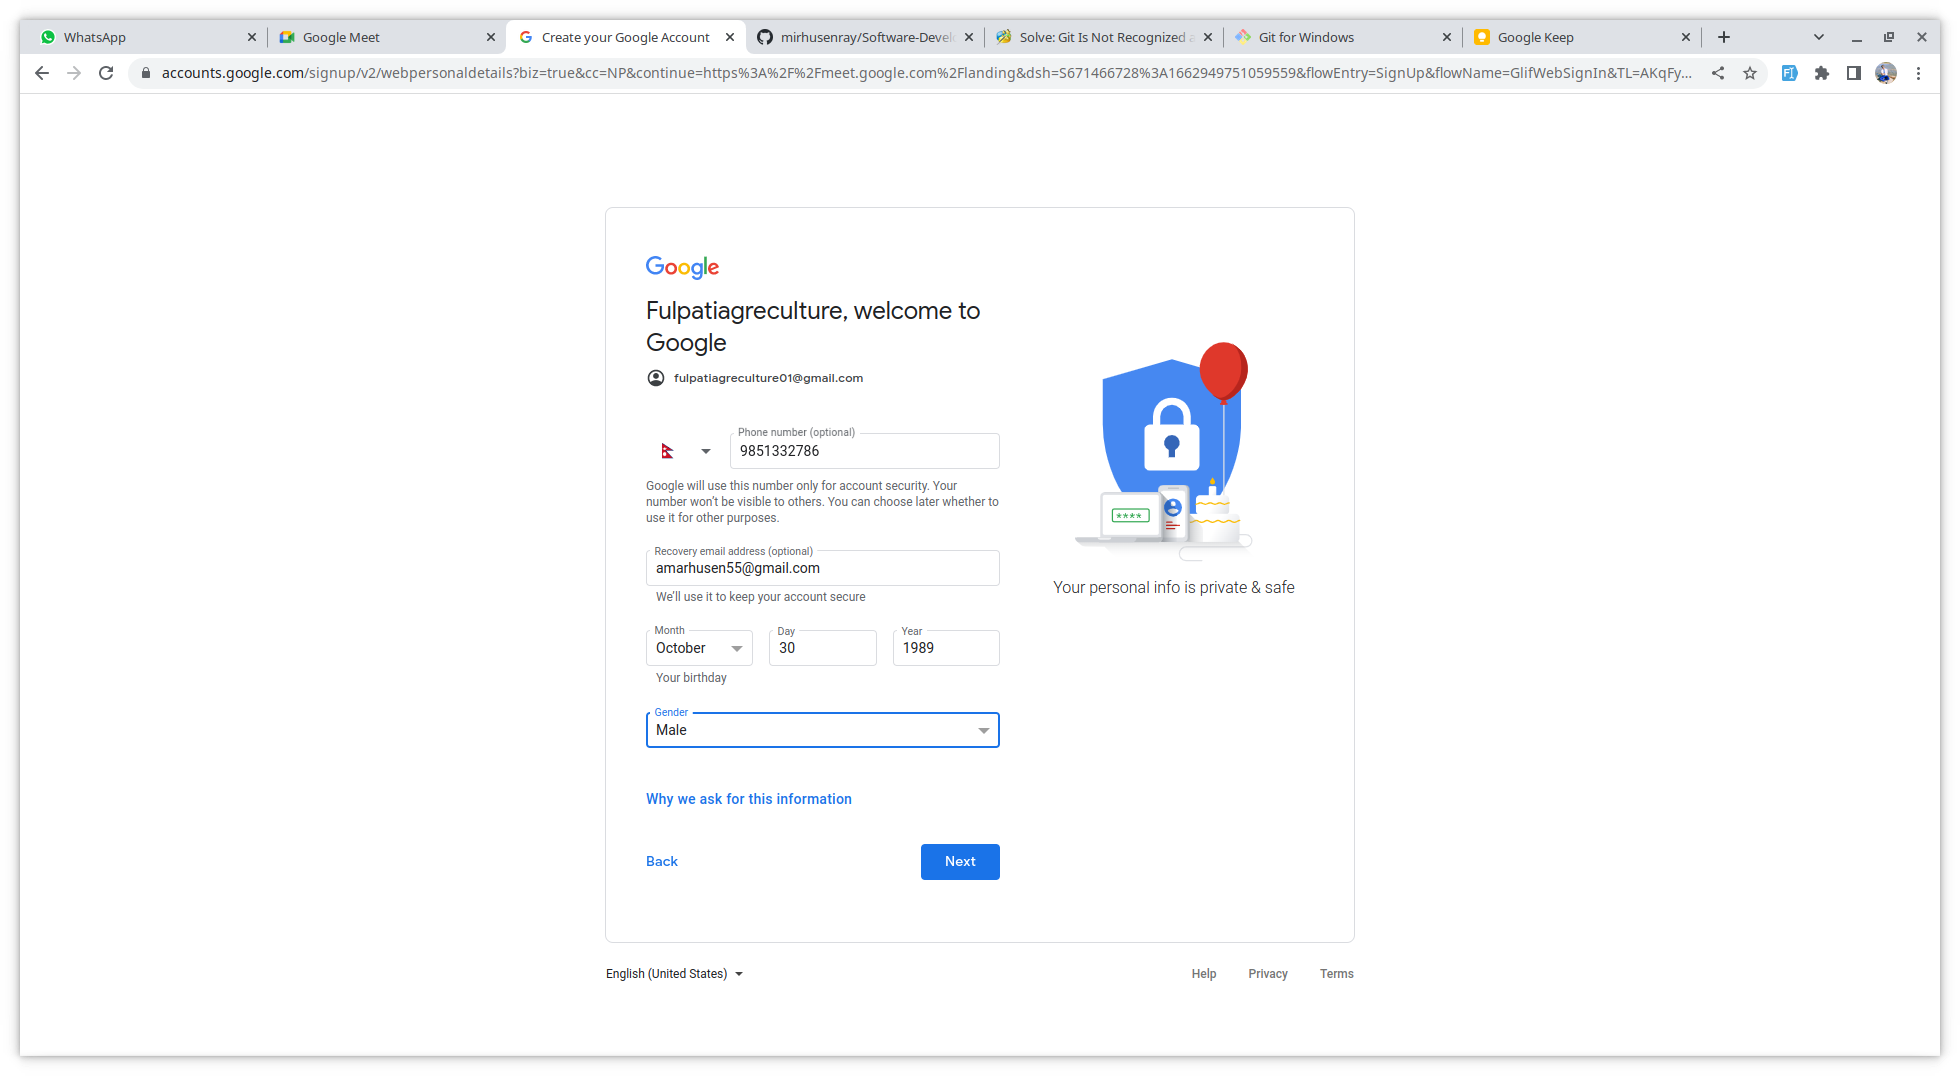 WhatsApp
Google Meet
Create your Google Account
mirhusenray/Software-Devel
Solve: Git Is Not Recognized a
Git for Windows
Google Keep
accounts.google.com/signup/v2/webpersonaldetails?biz=true&cc=NP&continue=https%3A%2F%2Fmeet.google.com%2Flanding&dsh=S671466728%3A1662949751059559&flowEntry=SignUp&flowName=GlifWebSignIn&TL=AKqFy...
Google
Fulpatiagreculture, welcome to
Google
fulpatiagreculture01@gmail.com
Phone number (optional)
9851332786
Google will use this number only for account security. Your
number won't be visible to others. You can choose later whether to
use it for other purposes.
Recovery email address (optional)
amarhusen55@gmail.com
We'll use it to keep your account secure
Month
October
Day
30
Year
1989
Your birthday
Gender
Male
Why we ask for this information
Back
Next
****
Your personal info is private & safe
English (United States)
Help
Privacy
Terms